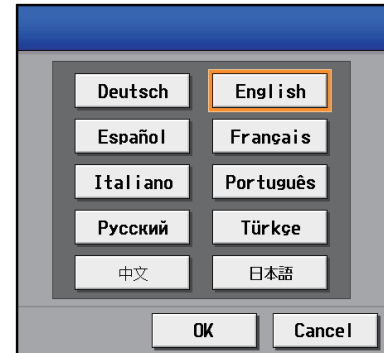 Deutsch English
Español Français
Italiano Português
Русский Türkçe
中文 日本語
OK Cancel